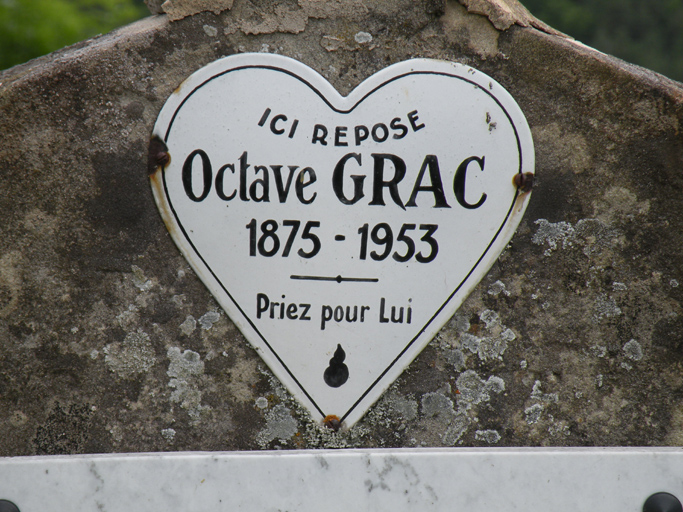 ICI REPOSE
Octave GRAC
1875 - 1953
Priez pour Lui